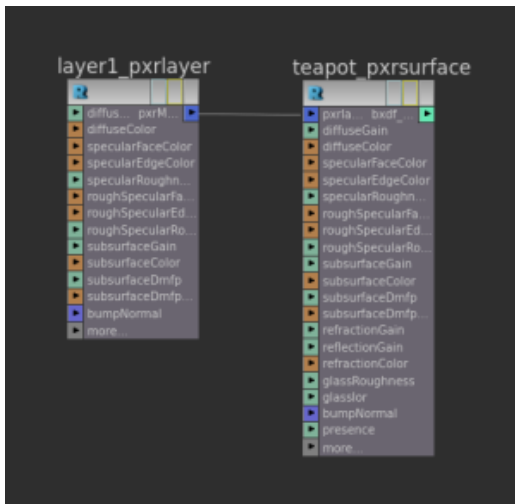 layer1_pxrlayer
diffus... pxrM...
diffuseColor
specularFaceColor
specularEdgeColor
specularRoughn...
roughSpecularFa...
roughSpecularEd...
roughSpecularRo...
subsurfaceGain
subsurfaceColor
subsurfaceDmfp
subsurfaceDmfp...
bumpNormal
more...
teapot_pxrsurface
pxrla... bxdf_...
diffuseGain
diffuseColor
specularFaceColor
specularEdgeColor
specularRoughn...
roughSpecularFa...
roughSpecularEd...
roughSpecularRo...
subsurfaceGain
subsurfaceColor
subsurfaceDmfp
subsurfaceDmfp...
refractionGain
reflectionGain
refractionColor
glassRoughness
glassIor
bumpNormal
presence
more...